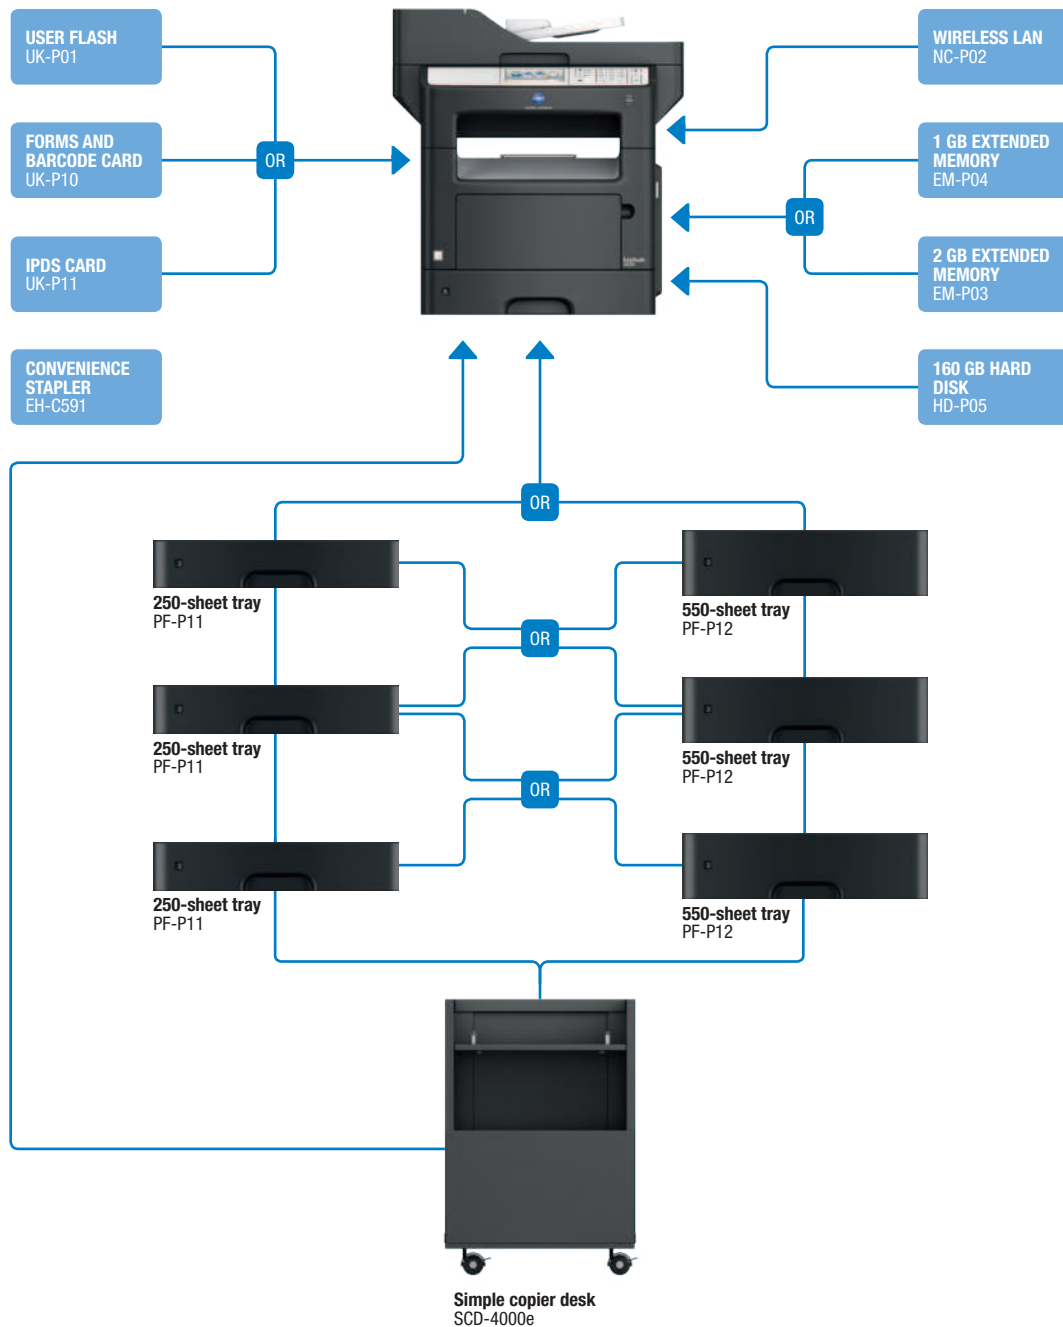 USER FLASH
UK-P01
FORMS AND
BARCODE CARD
UK-P10
IPDS CARD
UK-P11
CONVENIENCE
STAPLER
EH-C591
OR
WIRELESS LAN
NC-P02
1 GB EXTENDED
MEMORY
EM-P04
OR
2 GB EXTENDED
MEMORY
EM-P03
160 GB HARD
DISK
HD-P05
OR
250-sheet tray
PF-P11
550-sheet tray
PF-P12
OR
250-sheet tray
PF-P11
550-sheet tray
PF-P12
OR
250-sheet tray
PF-P11
550-sheet tray
PF-P12
Simple copier desk
SCD-4000e